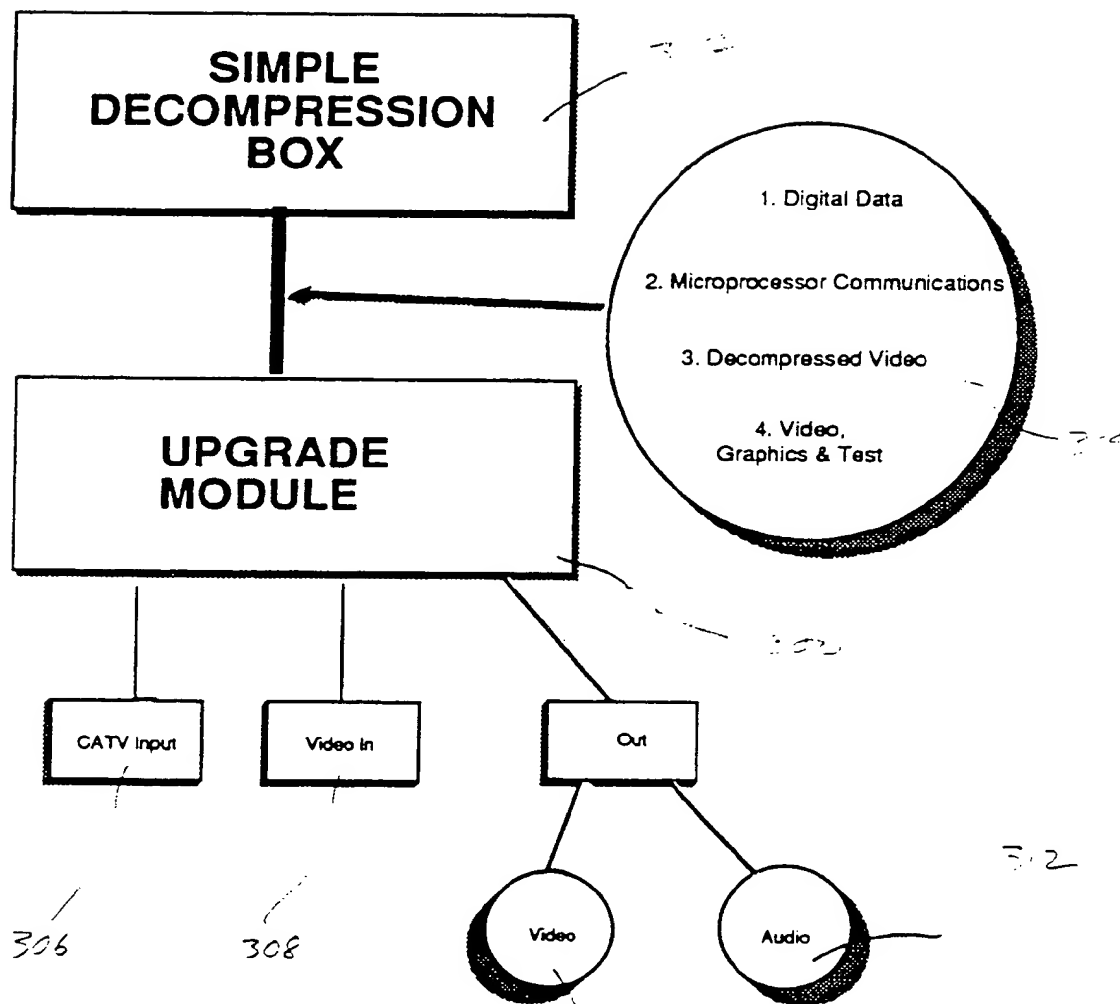 SIMPLE
DECOMPRESSION
BOX
1. Digital Data
2. Microprocessor Communications
3. Decompressed Video
4. Video,
Graphics & Test
UPGRADE
MODULE
CATV Input
Video In
Out
312
306
308
Video
Audio